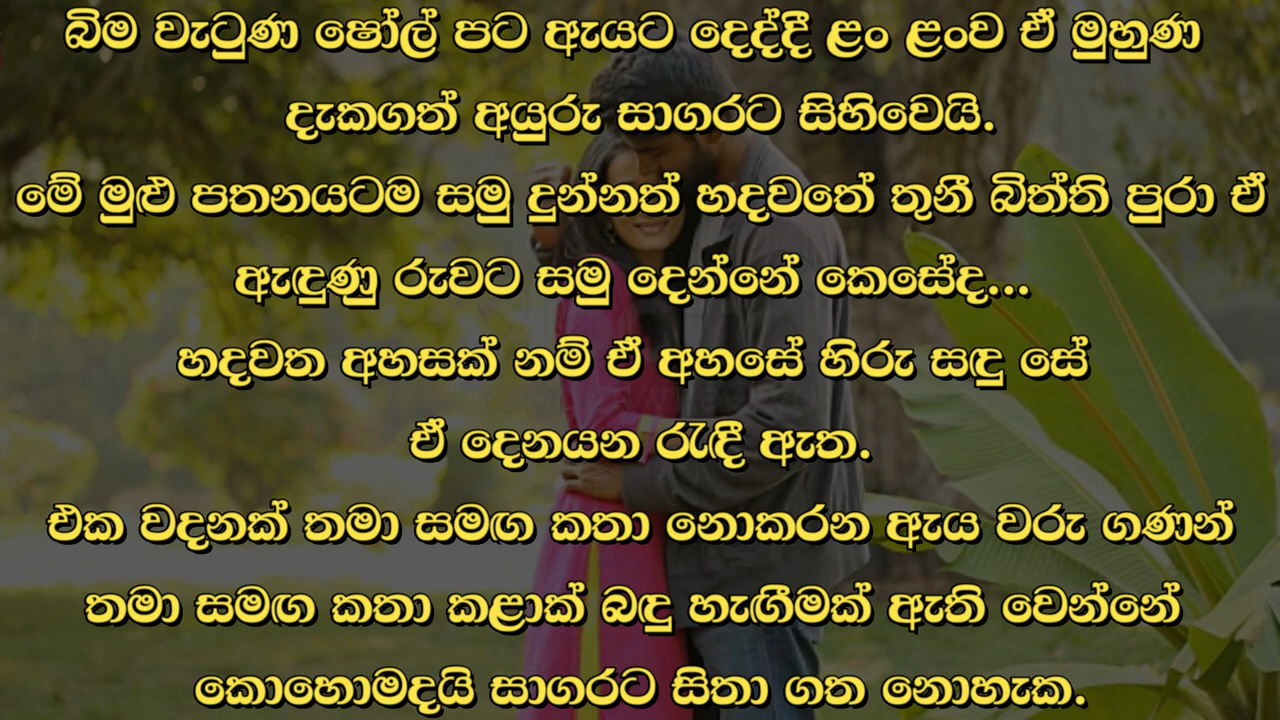 බිම වැටුණ ෂෝල් පට ඇයට දෙද්දී ළං ළංව ඒ මුහුණ
දැකගත් අයුරු සාගරට සිහිවෙයි.
මේ මුළු පතනයටම සමු දුන්නත් හදවතේ තුනී බිත්ති පුරා ඒ
ඇඳුණු රුවට සමු දෙන්නේ කෙසේද...
හදවත අහසක් නම් ඒ අහසේ හිරු සඳු සේ
ඒ දෙනයන රැඳී ඇත.
එක වදනක් තමා සමඟ කතා නොකරන ඇය වරු ගණන්
තමා සමඟ කතා කළාක් බඳු හැඟීමක් ඇති වෙන්නේ
කොහොමදයි සාගරට සිතා ගත නොහැක.